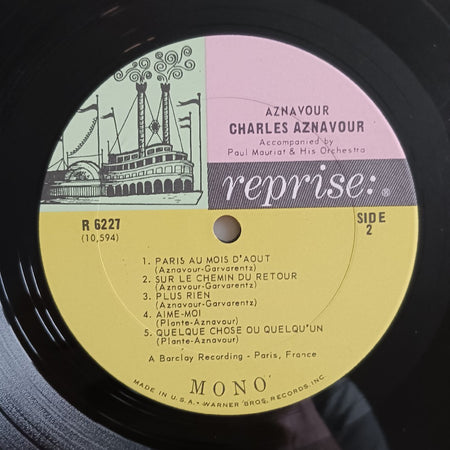 AZNAVOUR
CHARLES AZNAVOUR
Accompanied by
Paul Mauriat & His Orchestra
reprise: ®
R 6227
(10,594)
SIDE
2
1. PARIS AU MOIS D'AOUT
(Aznavour-Garvarentz)
2. SUR LE CHEMIN DU RETOUR
(Aznavour-Garvarentz)
3. PLUS RIEN
(Aznavour-Garvarentz)
4. AIME-MOI
(Plante-Aznavour)
5. QUELQUE CHOSE OU QUELQU'UN
(Plante-Aznavour)
A Barclay Recording - Paris, France
MONO
MADE IN U.S.A. • WARNER BROS. RECORDS, INC.